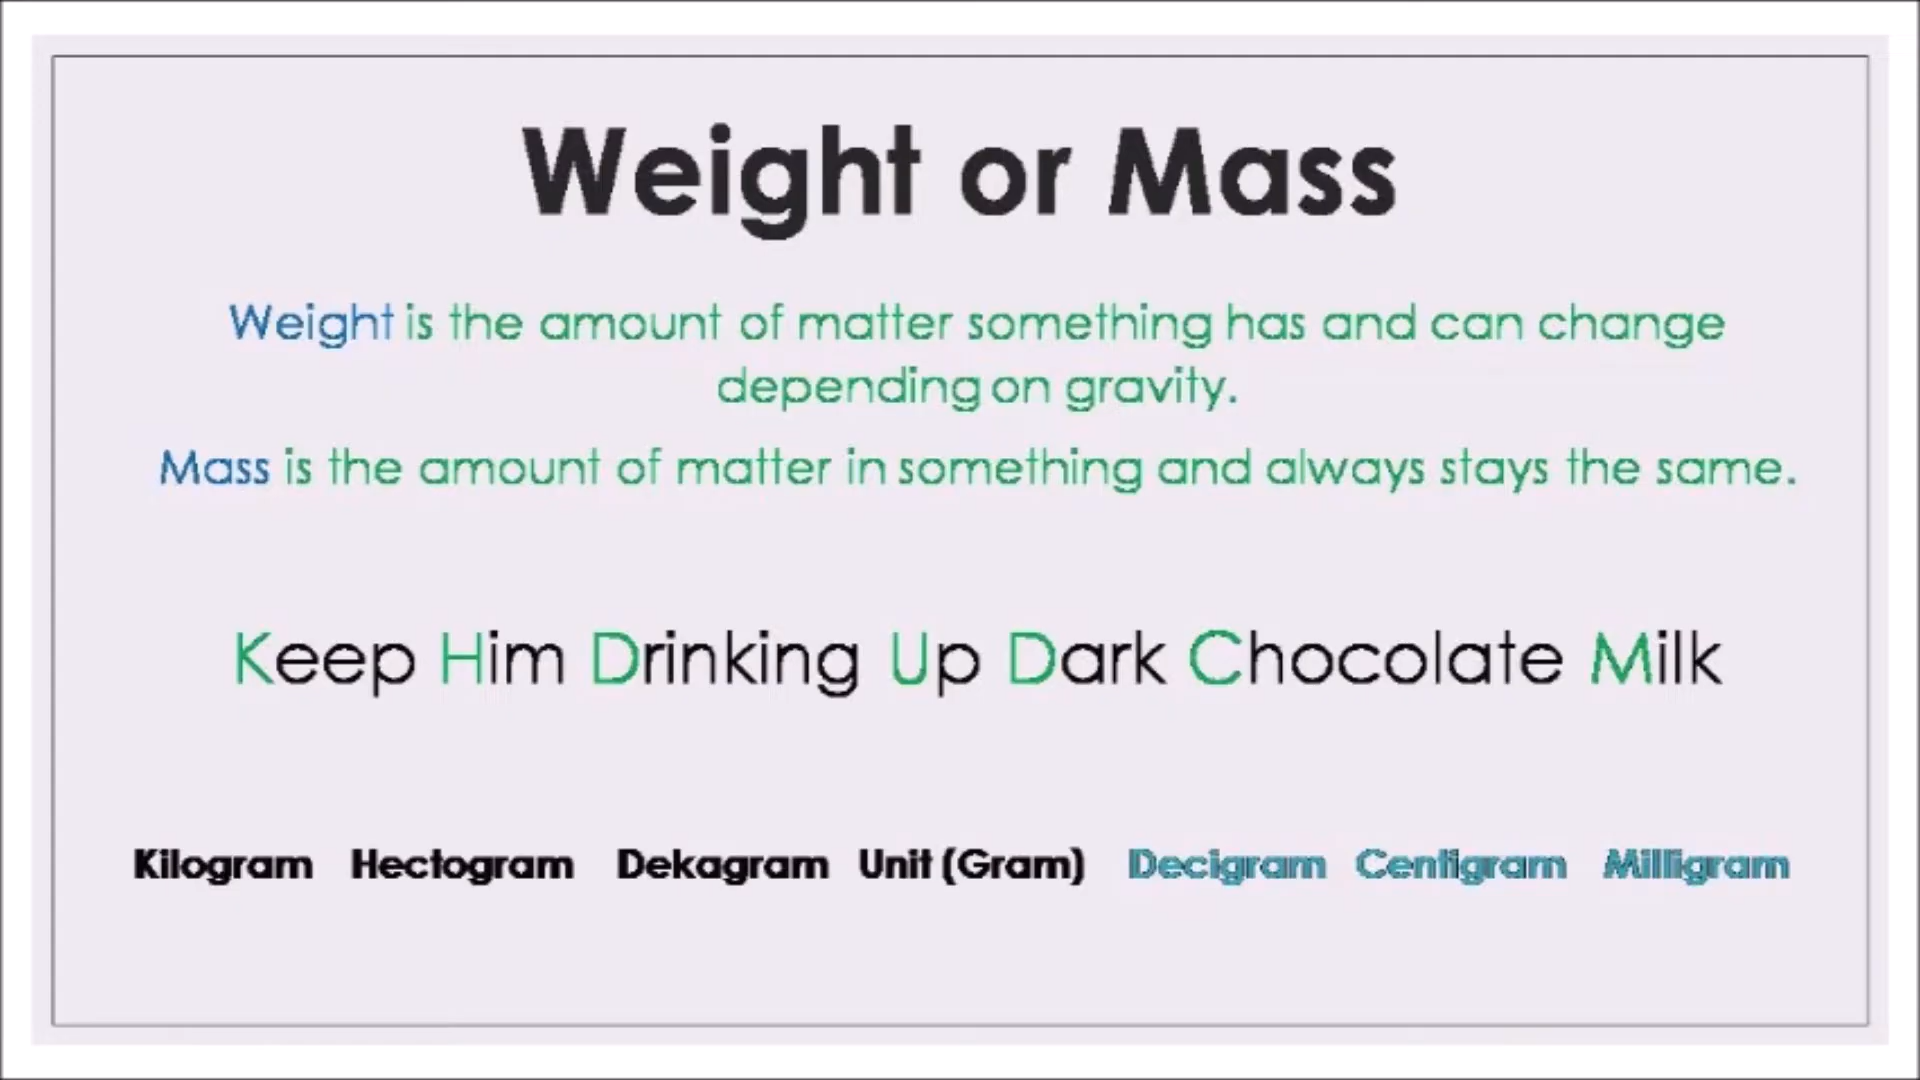 Weight or Mass
Weight is the amount of matter something has and can change
depending on gravity.
Mass is the amount of matter in something and always stays the same.
Keep Him Drinking Up Dark Chocolate Milk
Kilogram Hectogram Dekagram Unit (Gram) Decigram Centigram Milligram